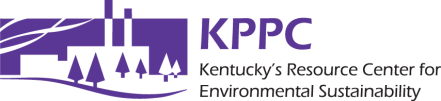 KPPC
Kentucky's Resource Center for
Environmental Sustainability